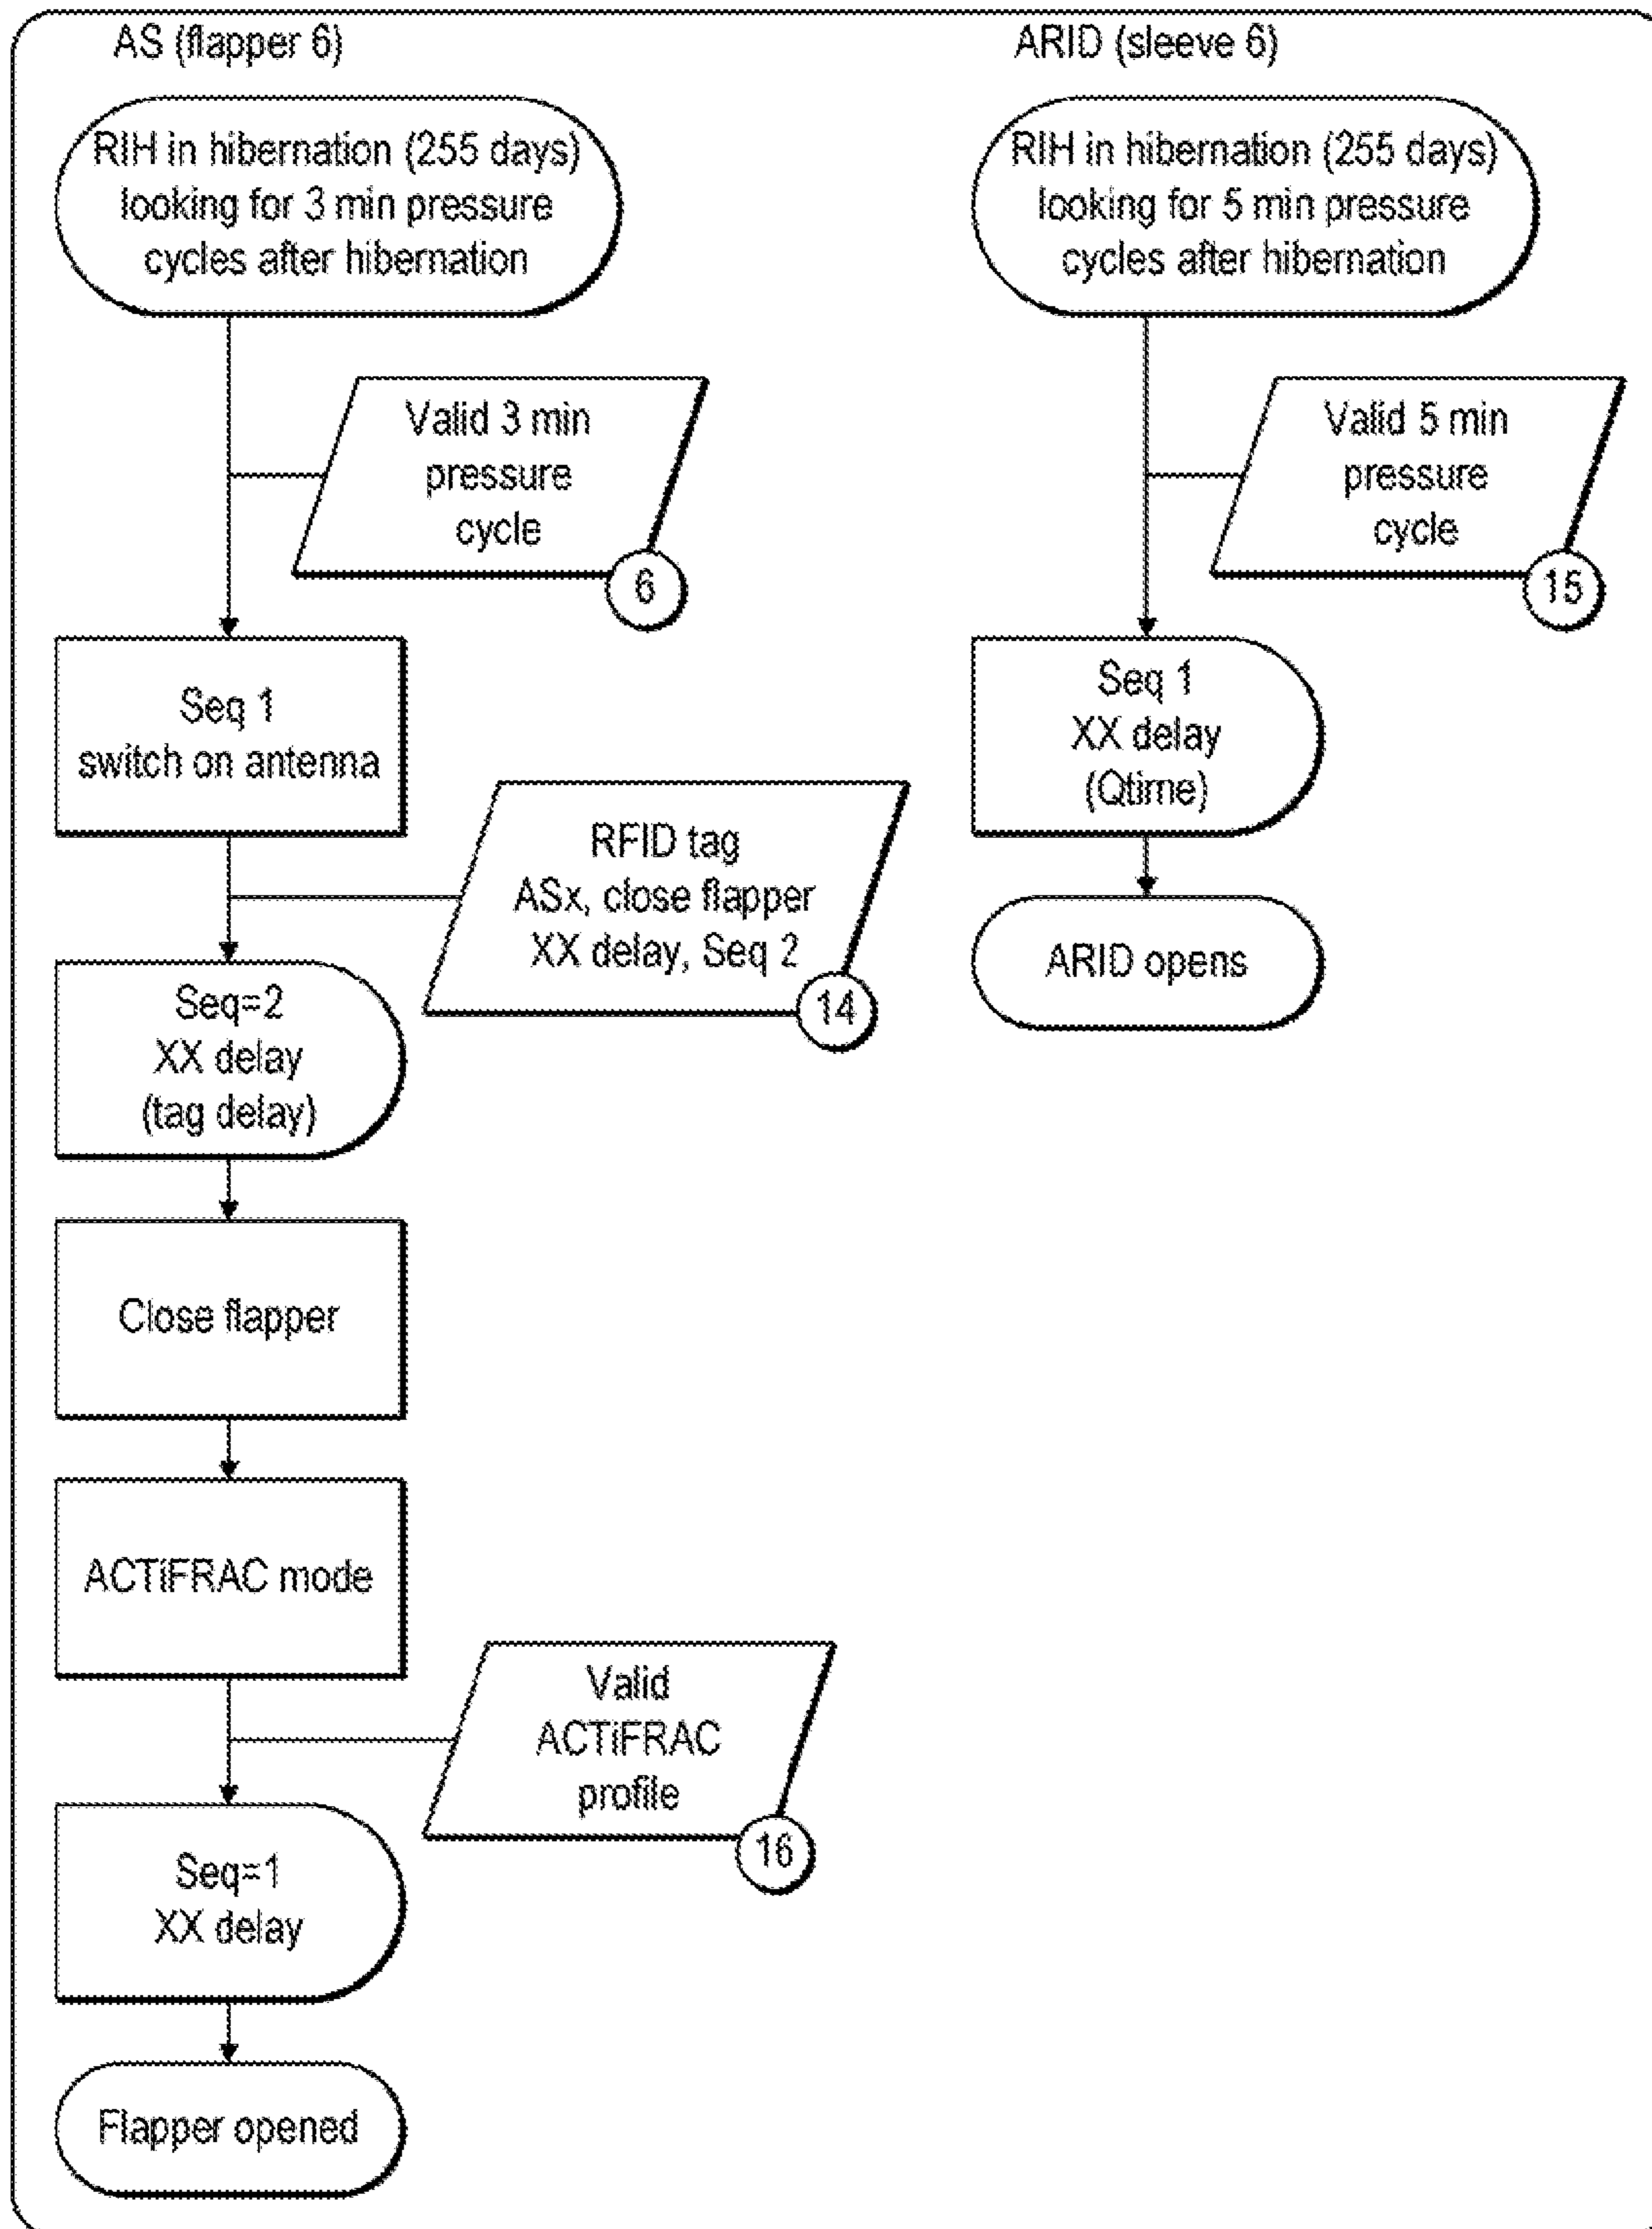 AS (flapper 6)
RIH in hibernation (255 days)
looking for 3 min pressure
cycles after hibernation
Valid 3 min
pressure
cycle
6
Seq 1
switch on antenna
RFID tag
ASx, close flapper
XX delay, Seq 2
14
Seq=2
XX delay
(tag delay)
Close flapper
ACTiFRAC mode
Valid
ACTiFRAC
profile
16
Seq=1
XX delay
Flapper opened
ARID (sleeve 6)
RIH in hibernation (255 days)
looking for 5 min pressure
cycles after hibernation
Valid 5 min
pressure
cycle
15
Seq 1
XX delay
(Qtime)
ARID opens